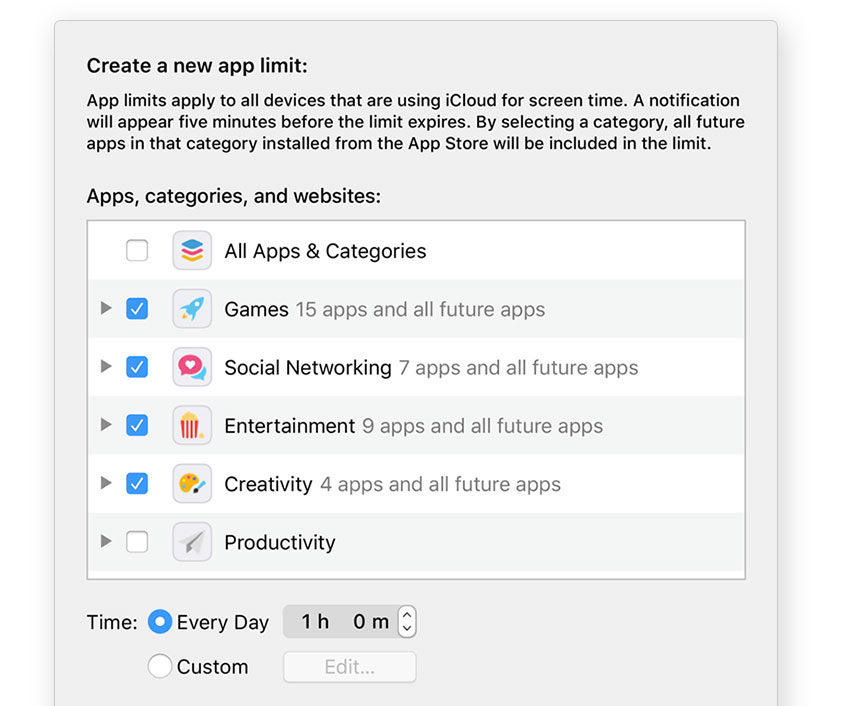 Create a new app limit:
App limits apply to all devices that are using iCloud for screen time. A notification
will appear five minutes before the limit expires. By selecting a category, all future
apps in that category installed from the App Store will be included in the limit.
Apps, categories, and websites:
All Apps & Categories
Games 15 apps and all future apps
Social Networking 7 apps and all future apps
Entertainment 9 apps and all future apps
Creativity 4 apps and all future apps
Productivity
Time: Every Day 1 h 0 m
Custom Edit...